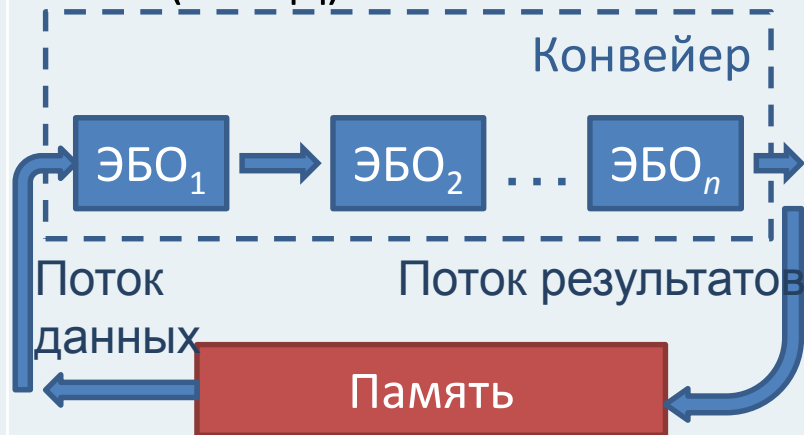 Конвейер
ЭБО₁
ЭБО₂
...
ЭБОₙ
Поток
данных
Поток результатов
Память